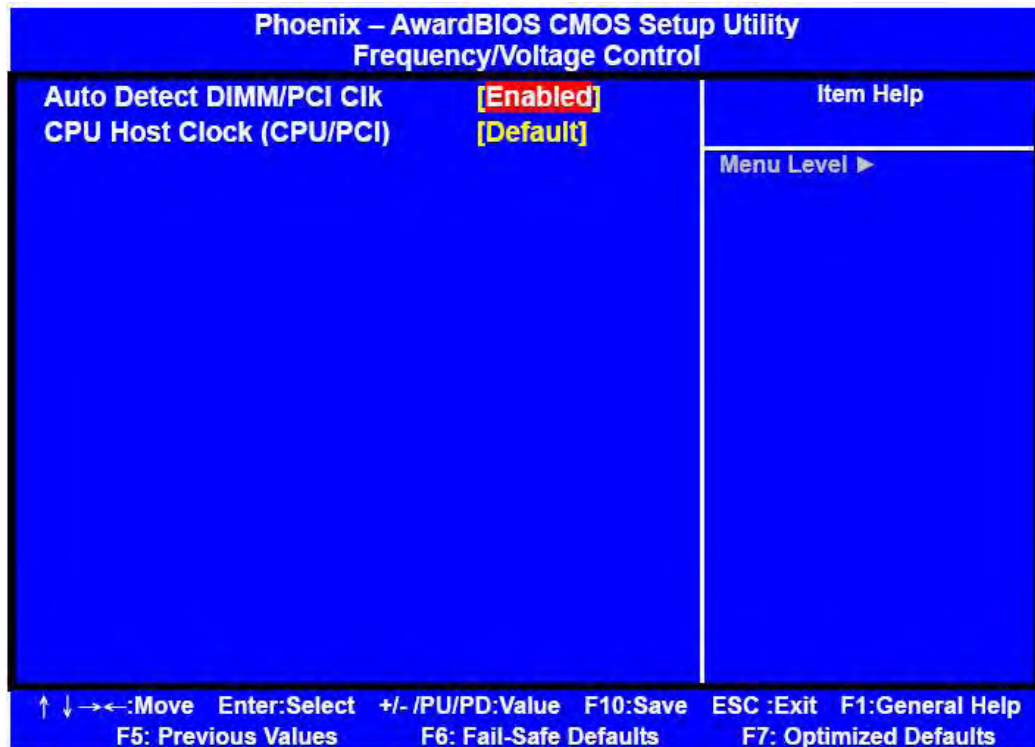 Phoenix – AwardBIOS CMOS Setup Utility
Frequency/Voltage Control
Auto Detect DIMM/PCI Clk [Enabled]
CPU Host Clock (CPU/PCI) [Default]
Item Help
Menu Level ►
↑ ↓→←:Move Enter:Select +/- /PU/PD:Value F10:Save ESC :Exit F1:General Help
F5: Previous Values F6: Fail-Safe Defaults F7: Optimized Defaults